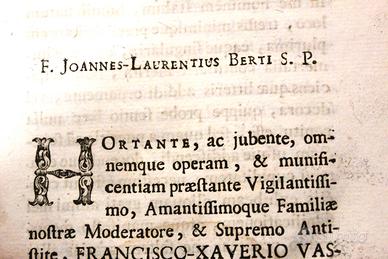 F. JOANNES-LAURENTIUS BERTI S. P.
HORTANTE, ac jubente, om-
nemque operam, & munifi-
centiam præstante Vigilantissi-
mo, Amantissimoque Familiæ
nostræ Moderatore, & Supremo Anti-
stite, FRANCISCO-XAVERIO VAS-